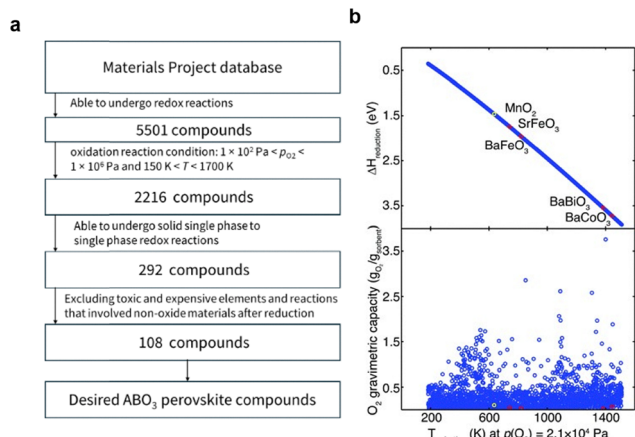 a
Materials Project database
Able to undergo redox reactions
5501 compounds
oxidation reaction condition: 1 × 10² Pa < p_O2 <
1 × 10⁶ Pa and 150 K < T < 1700 K
2216 compounds
Able to undergo solid single phase to
single phase redox reactions
292 compounds
Excluding toxic and expensive elements and reactions
that involved non-oxide materials after reduction
108 compounds
Desired ABO₃ perovskite compounds
b
ΔH_reduction (eV)
0.5
1.5
2.5
3.5
MnO₂
SrFeO₃
BaFeO₃
BaBiO₃
BaCoO₃
O₂ gravimetric capacity (g_O₂/g_sorbent)
3.5
2.5
1.5
0.5
200
600
1000
1400
T (K) at p(O₂) = 2.1×10⁴ Pa